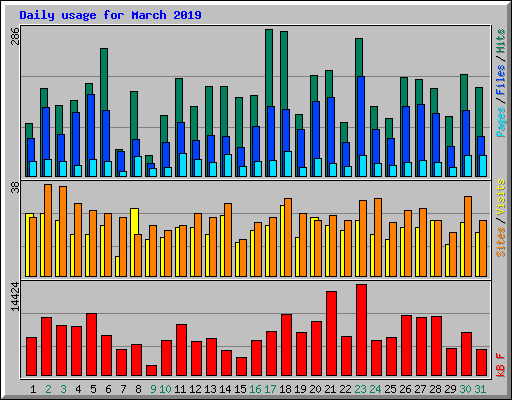 Daily usage for March 2019
286
Pages / Files / Hits
38
Sites / Visits
14424
kB F
1 2 3 4 5 6 7 8 9 10 11 12 13 14 15 16 17 18 19 20 21 22 23 24 25 26 27 28 29 30 31